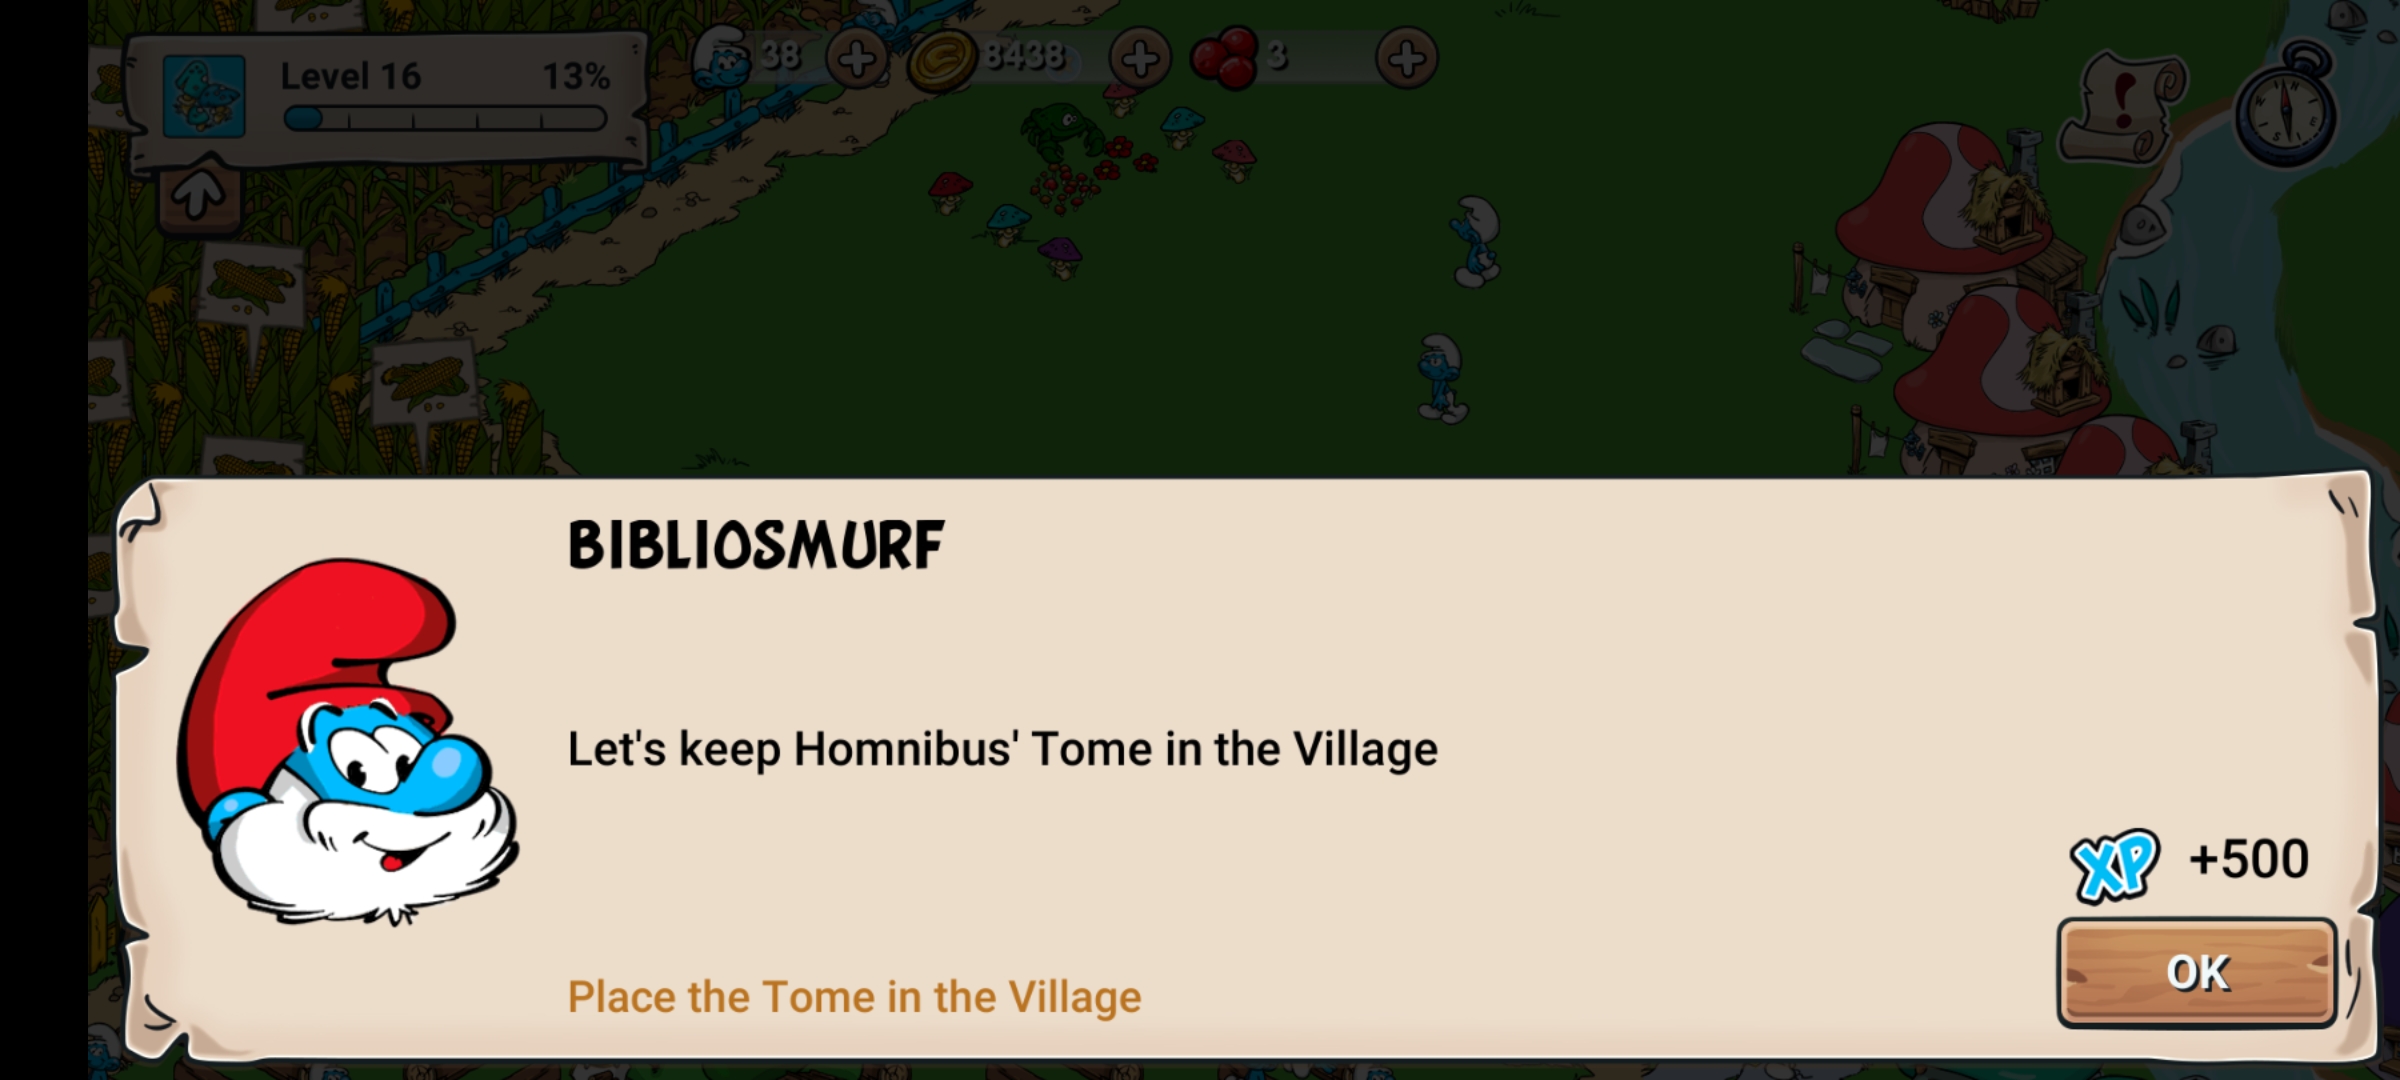 Level 16
13%
38
8438
3
BIBLIOSMURF
Let's keep Homnibus' Tome in the Village
XP +500
Place the Tome in the Village
OK